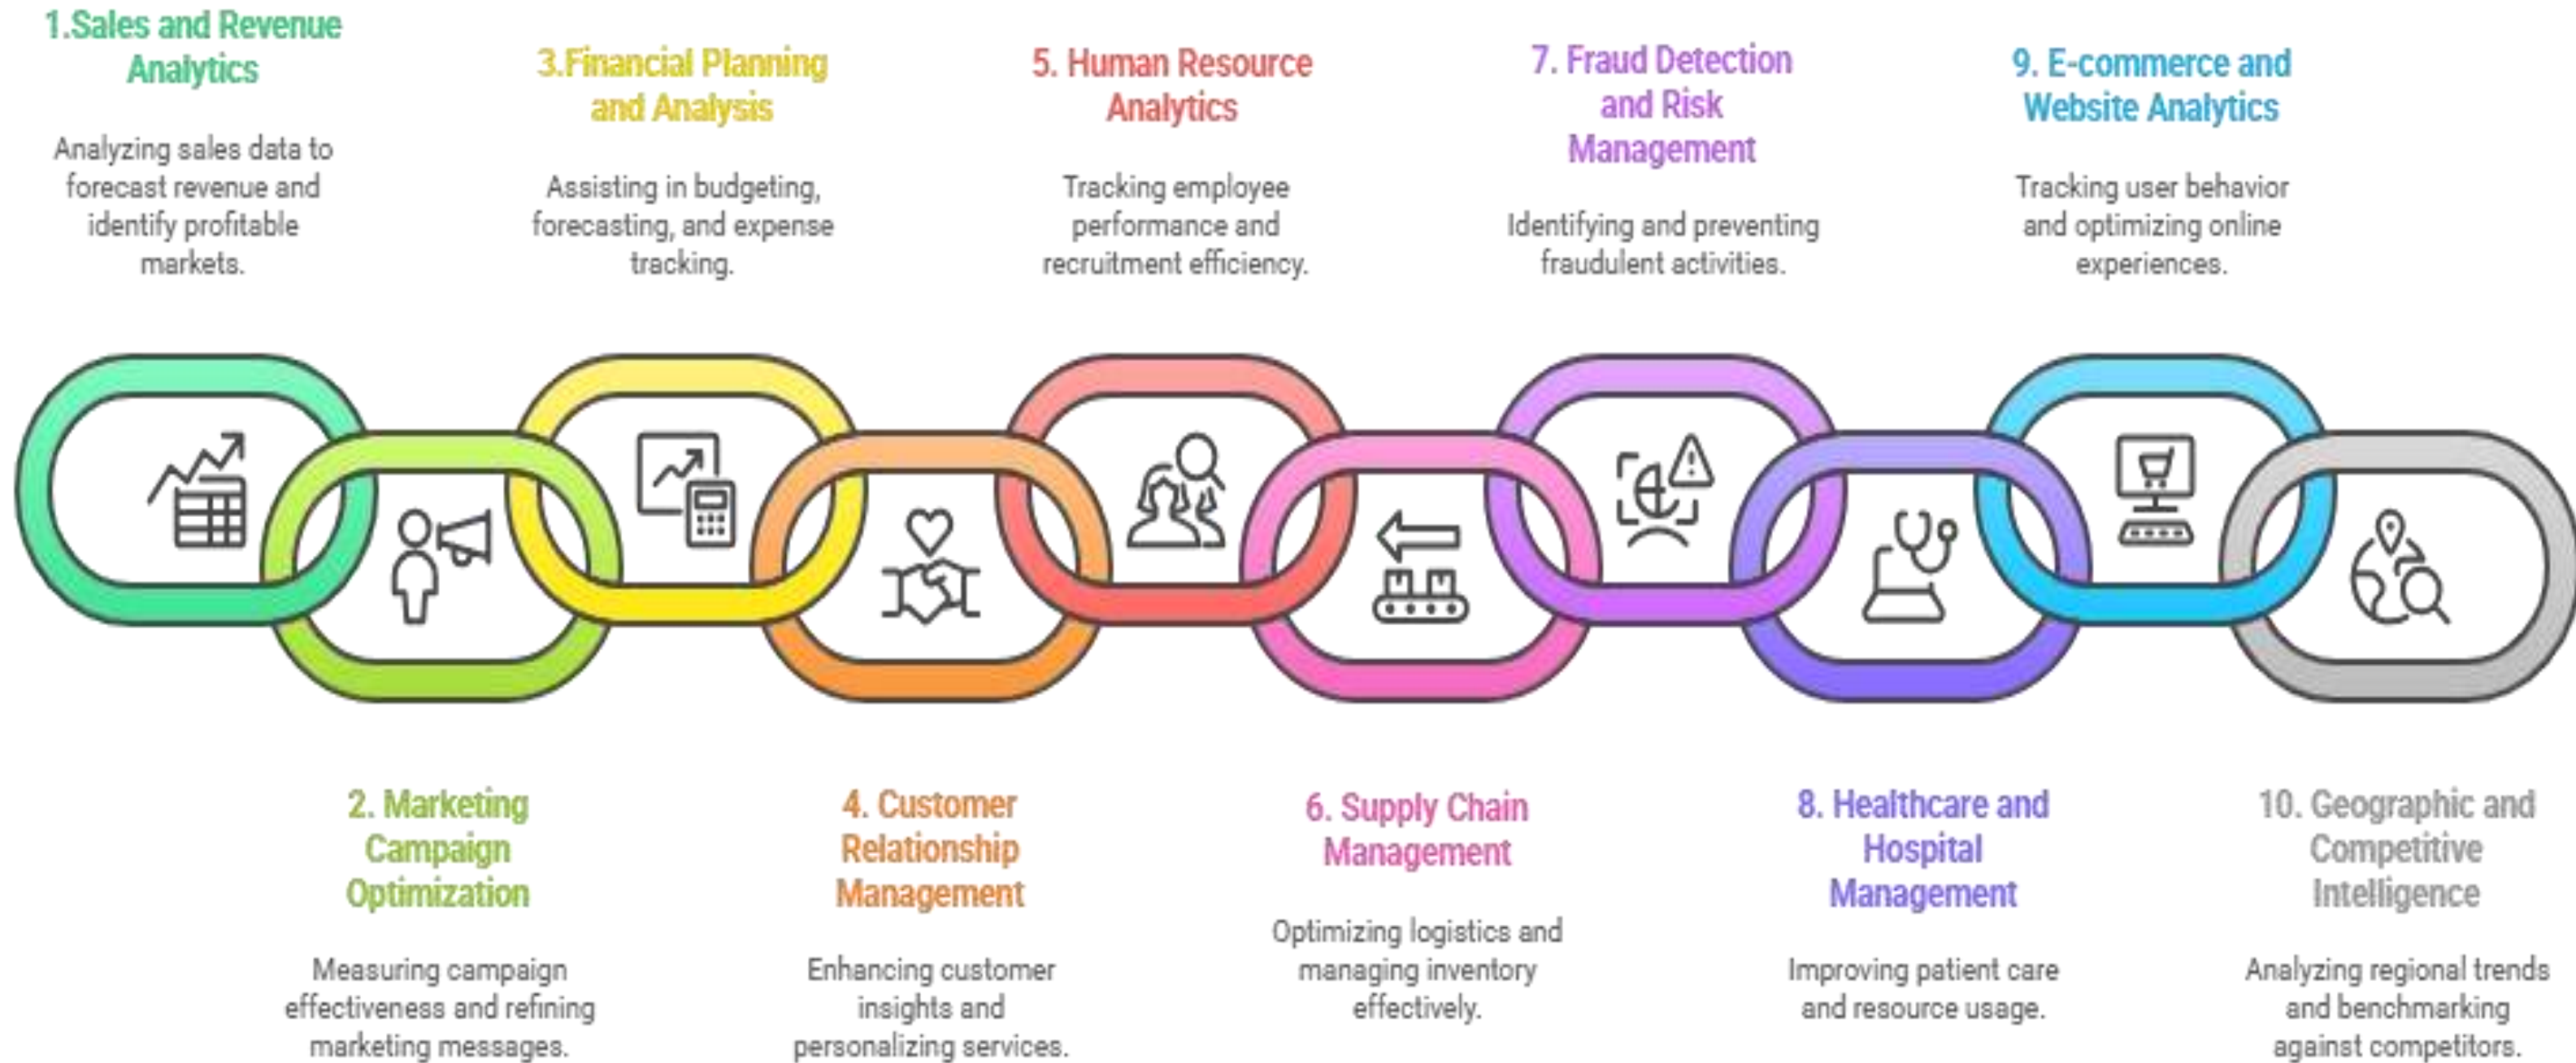 1.Sales and Revenue
Analytics
Analyzing sales data to
forecast revenue and
identify profitable
markets.
2. Marketing
Campaign
Optimization
Measuring campaign
effectiveness and refining
marketing messages.
3.Financial Planning
and Analysis
Assisting in budgeting,
forecasting, and expense
tracking.
4. Customer
Relationship
Management
Enhancing customer
insights and
personalizing services.
5. Human Resource
Analytics
Tracking employee
performance and
recruitment efficiency.
6. Supply Chain
Management
Optimizing logistics and
managing inventory
effectively.
7. Fraud Detection
and Risk
Management
Identifying and preventing
fraudulent activities.
8. Healthcare and
Hospital
Management
Improving patient care
and resource usage.
9. E-commerce and
Website Analytics
Tracking user behavior
and optimizing online
experiences.
10. Geographic and
Competitive
Intelligence
Analyzing regional trends
and benchmarking
against competitors.